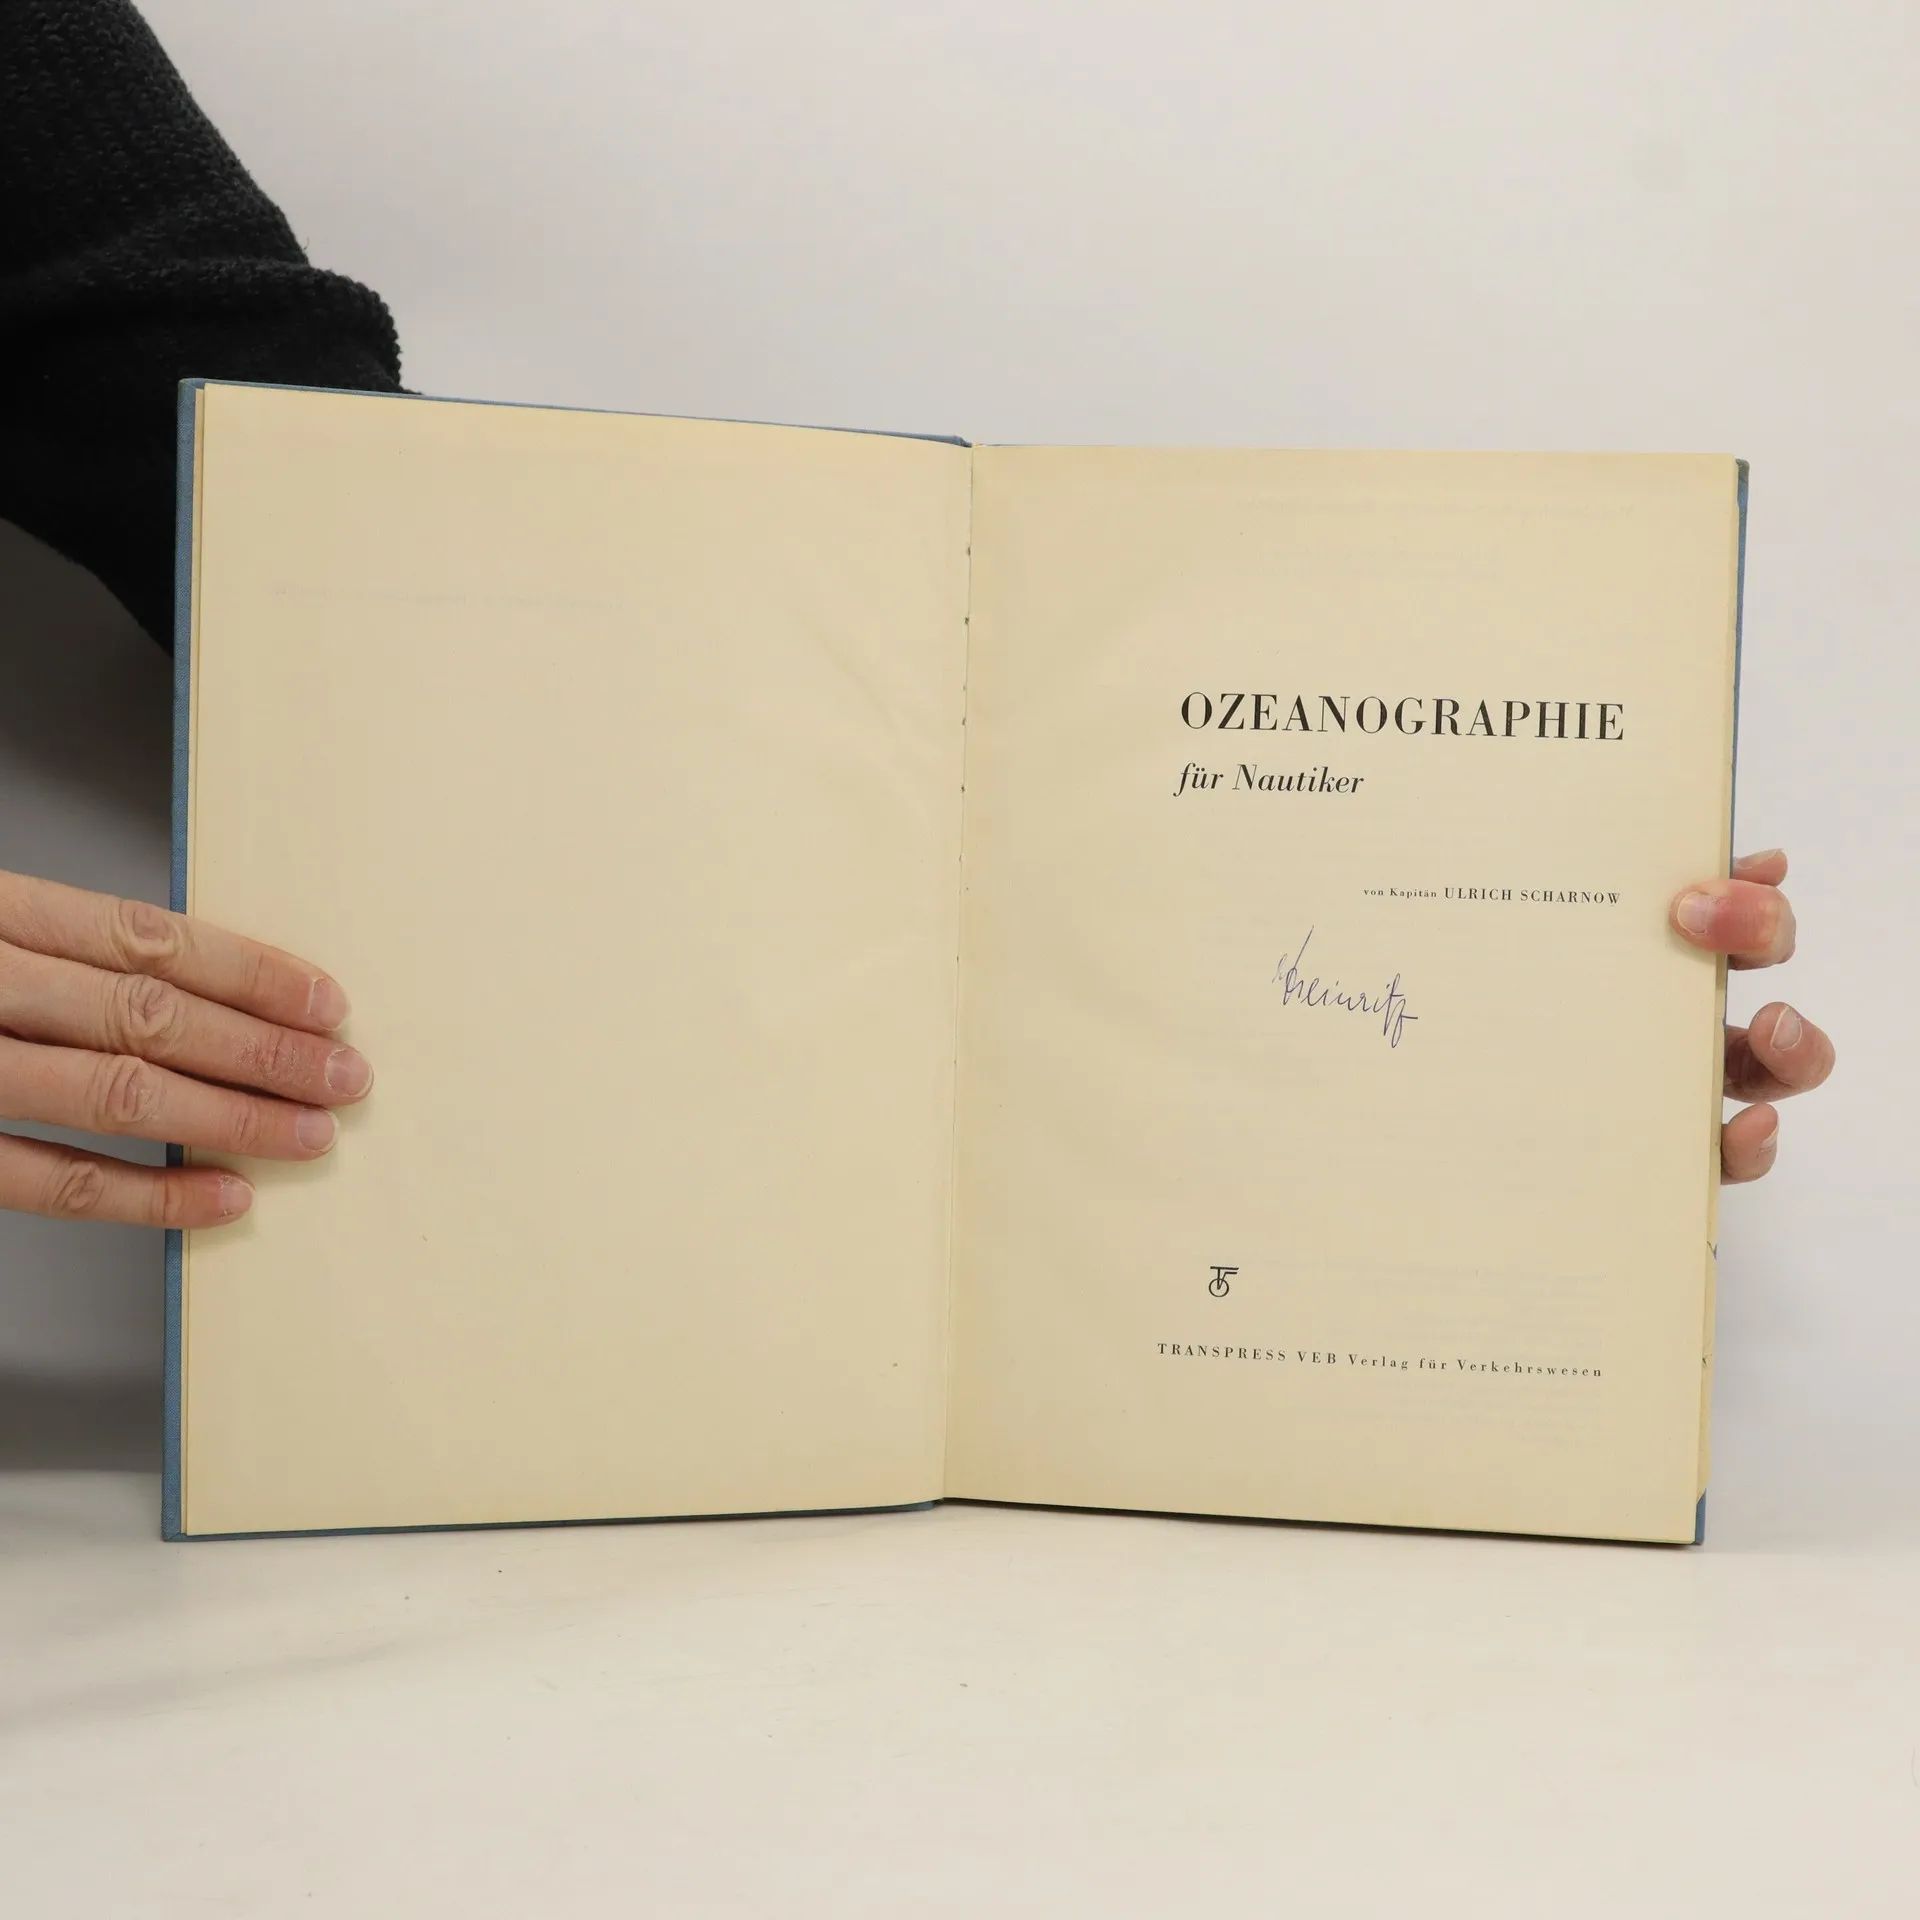 OZEANOGRAPHIE
für Nautiker
von Kapitän ULRICH SCHARNOW
TRANSPRESS VEB Verlag für Verkehrswesen